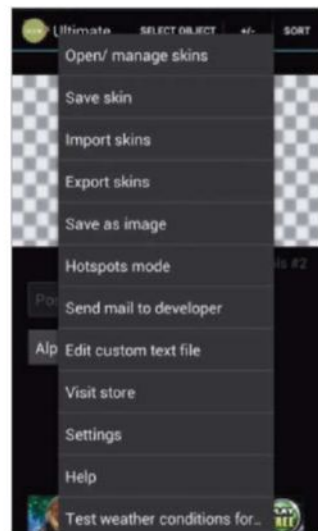 Ultimate SELECT OBJECT +/- SORT
Open/ manage skins
Save skin
Import skins
Export skins
Save as image
Hotspots mode
#2
Send mail to developer
Alp
Edit custom text file
Visit store
Settings
Help
Test weather conditions for..